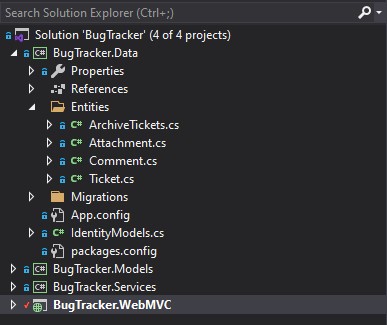 Search Solution Explorer (Ctrl+;)
Solution 'BugTracker' (4 of 4 projects)
C# BugTracker.Data
Properties
References
Entities
C# ArchiveTickets.cs
C# Attachment.cs
C# Comment.cs
C# Ticket.cs
Migrations
App.config
C# IdentityModels.cs
packages.config
C# BugTracker.Models
C# BugTracker.Services
BugTracker.WebMVC